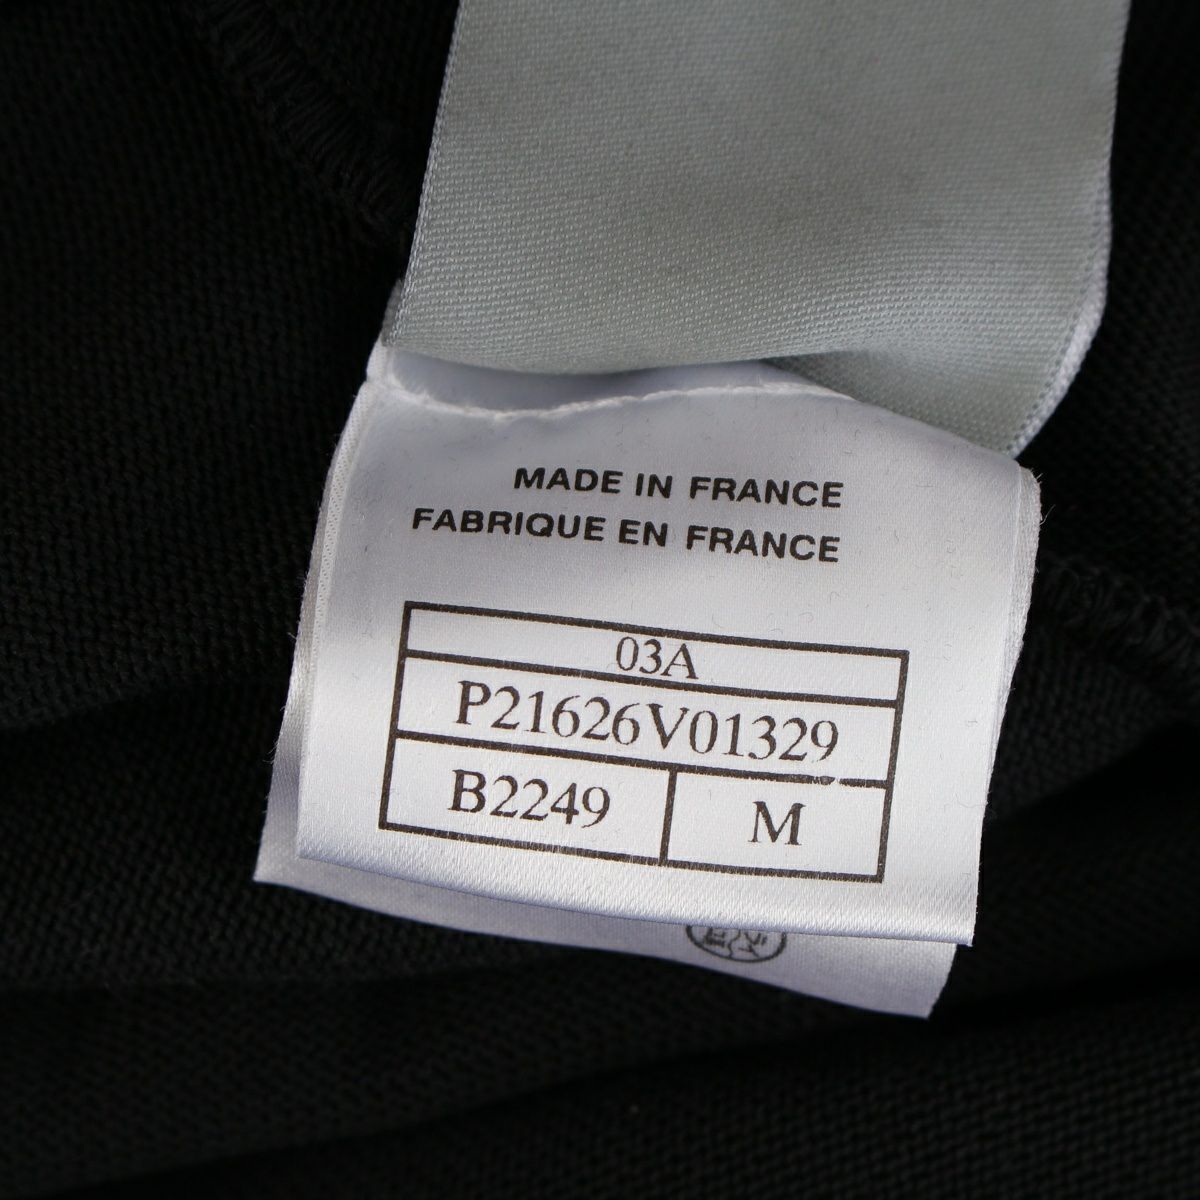 MADE IN FRANCE
FABRIQUE EN FRANCE
03A
P21626V01329
B2249 M